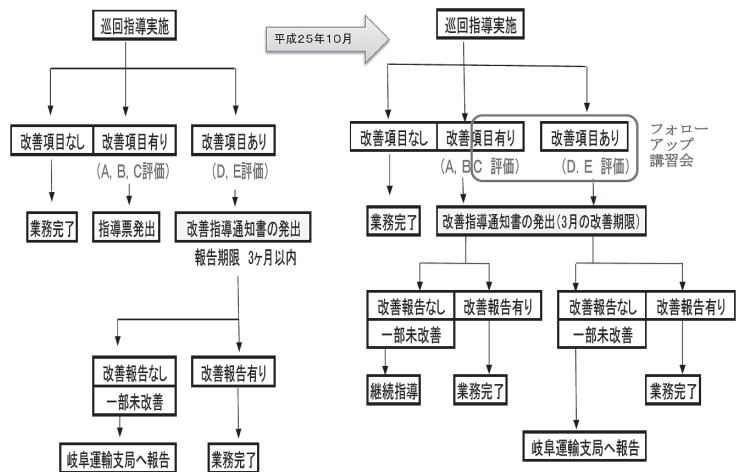 巡回指導実施
改善項目なし 改善項目有り 改善項目あり
(A, B, C評価) (D, E評価)
業務完了 指導票発出 改善指導通知書の発出
報告期限 3ヶ月以内
改善報告なし 改善報告有り
一部未改善
岐阜運輸支局へ報告 業務完了
平成25年10月
巡回指導実施
改善項目なし 改善項目有り 改善項目あり
フォロー
アップ
講習会
(A, B C 評価) (D. E 評価)
業務完了 改善指導通知書の発出(3月の改善期限)
改善報告なし 改善報告有り 改善報告なし 改善報告有り
一部未改善 一部未改善
継続指導 業務完了 業務完了
岐阜運輸支局へ報告